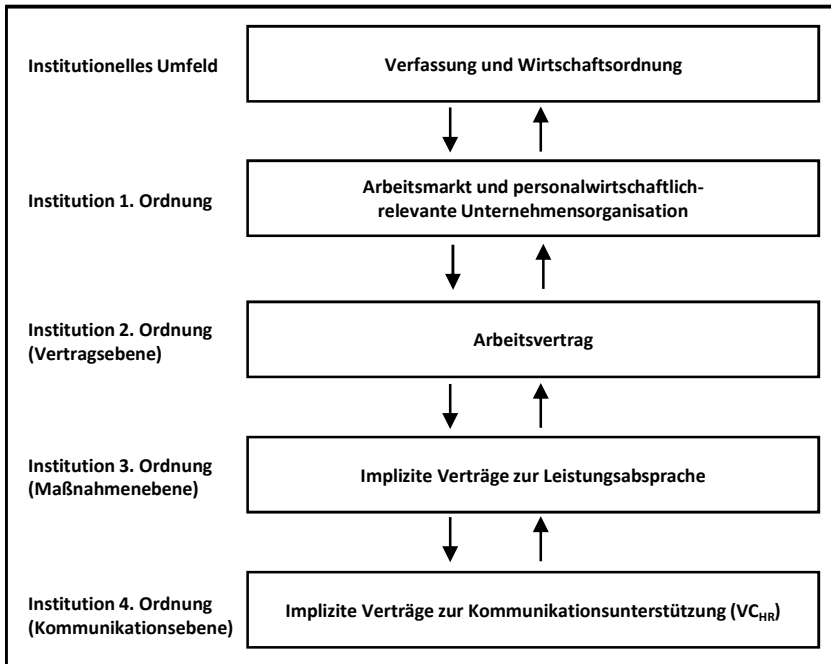 Institutionelles Umfeld
Verfassung und Wirtschaftsordnung
Institution 1. Ordnung
Arbeitsmarkt und personalwirtschaftlich-
relevante Unternehmensorganisation
Institution 2. Ordnung
(Vertragsebene)
Arbeitsvertrag
Institution 3. Ordnung
(Maßnahmenebene)
Implizite Verträge zur Leistungsabsprache
Institution 4. Ordnung
(Kommunikationsebene)
Implizite Verträge zur Kommunikationsunterstützung (VCHR)